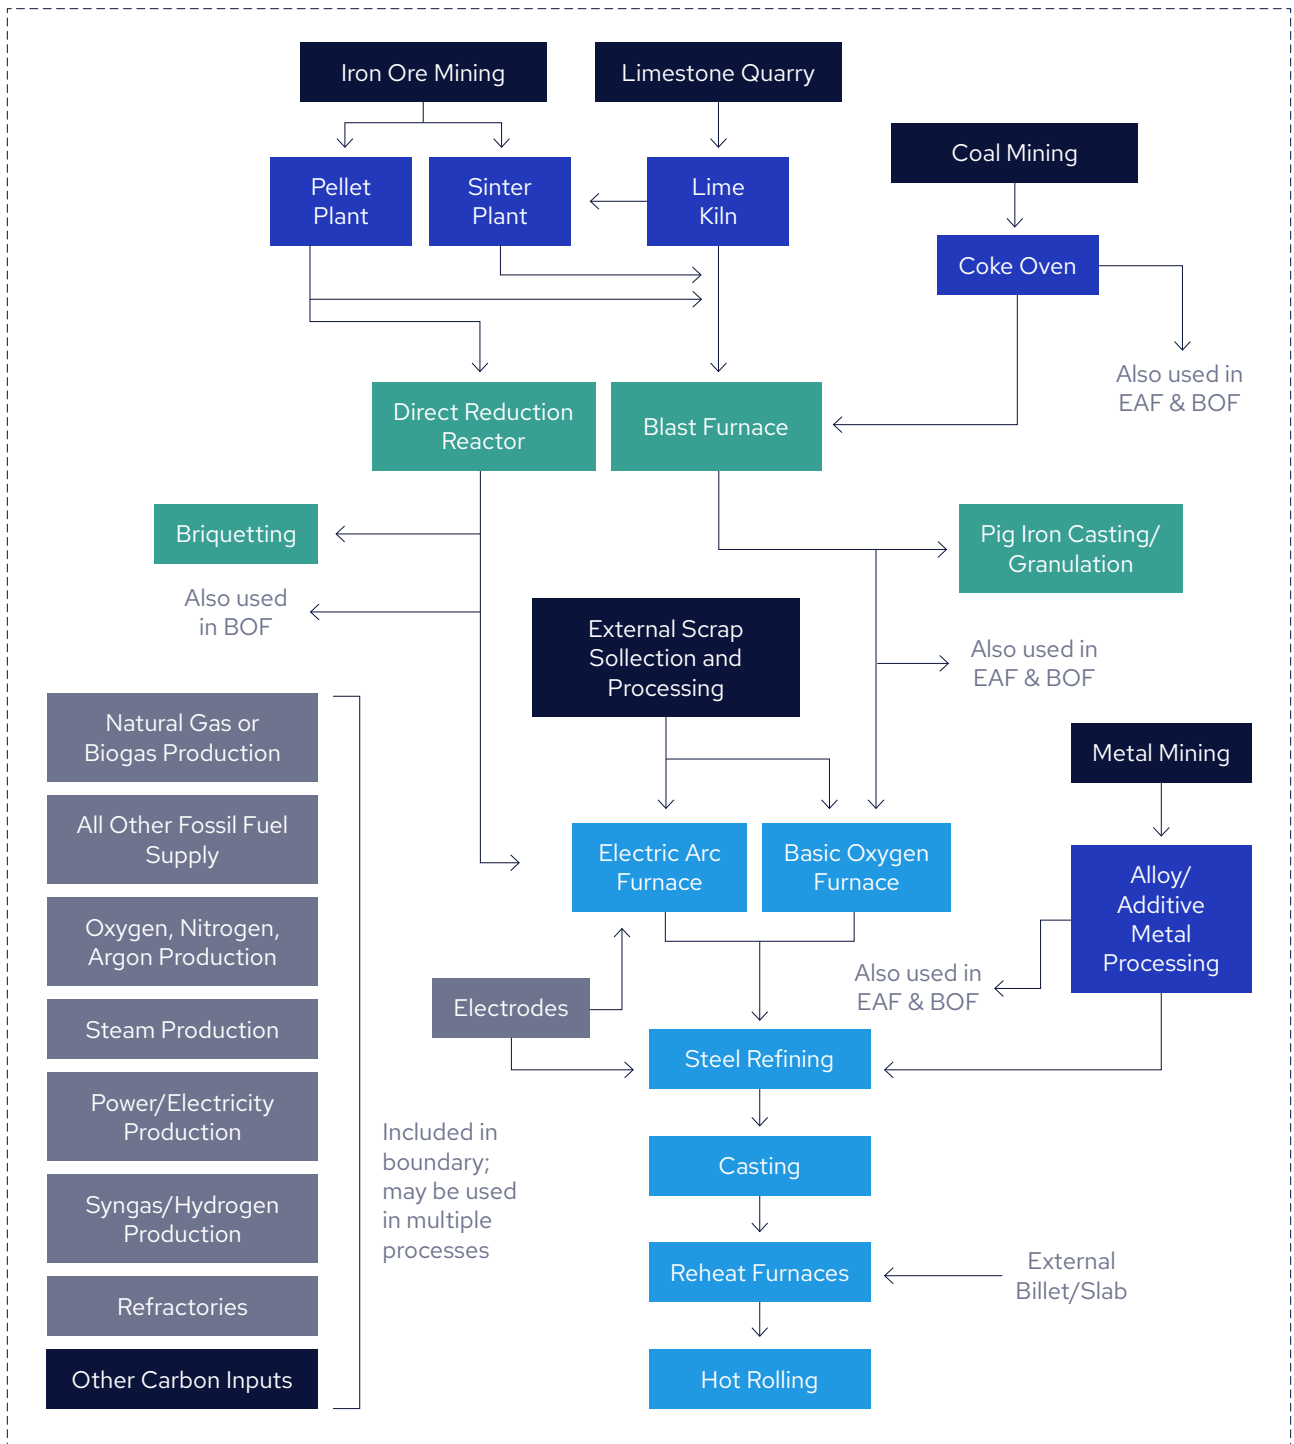 Iron Ore Mining
Limestone Quarry
Coal Mining
Pellet
Plant
Sinter
Plant
Lime
Kiln
Coke Oven
Also used in
EAF & BOF
Direct Reduction
Reactor
Blast Furnace
Briquetting
Also used
in BOF
Pig Iron Casting/
Granulation
External Scrap
Sollection and
Processing
Also used in
EAF & BOF
Natural Gas or
Biogas Production
All Other Fossil Fuel
Supply
Oxygen, Nitrogen,
Argon Production
Steam Production
Power/Electricity
Production
Syngas/Hydrogen
Production
Refractories
Other Carbon Inputs
Included in
boundary;
may be used
in multiple
processes
Metal Mining
Electric Arc
Furnace
Basic Oxygen
Furnace
Alloy/
Additive
Metal
Processing
Also used in
EAF & BOF
Electrodes
Steel Refining
Casting
Reheat Furnaces
External
Billet/Slab
Hot Rolling